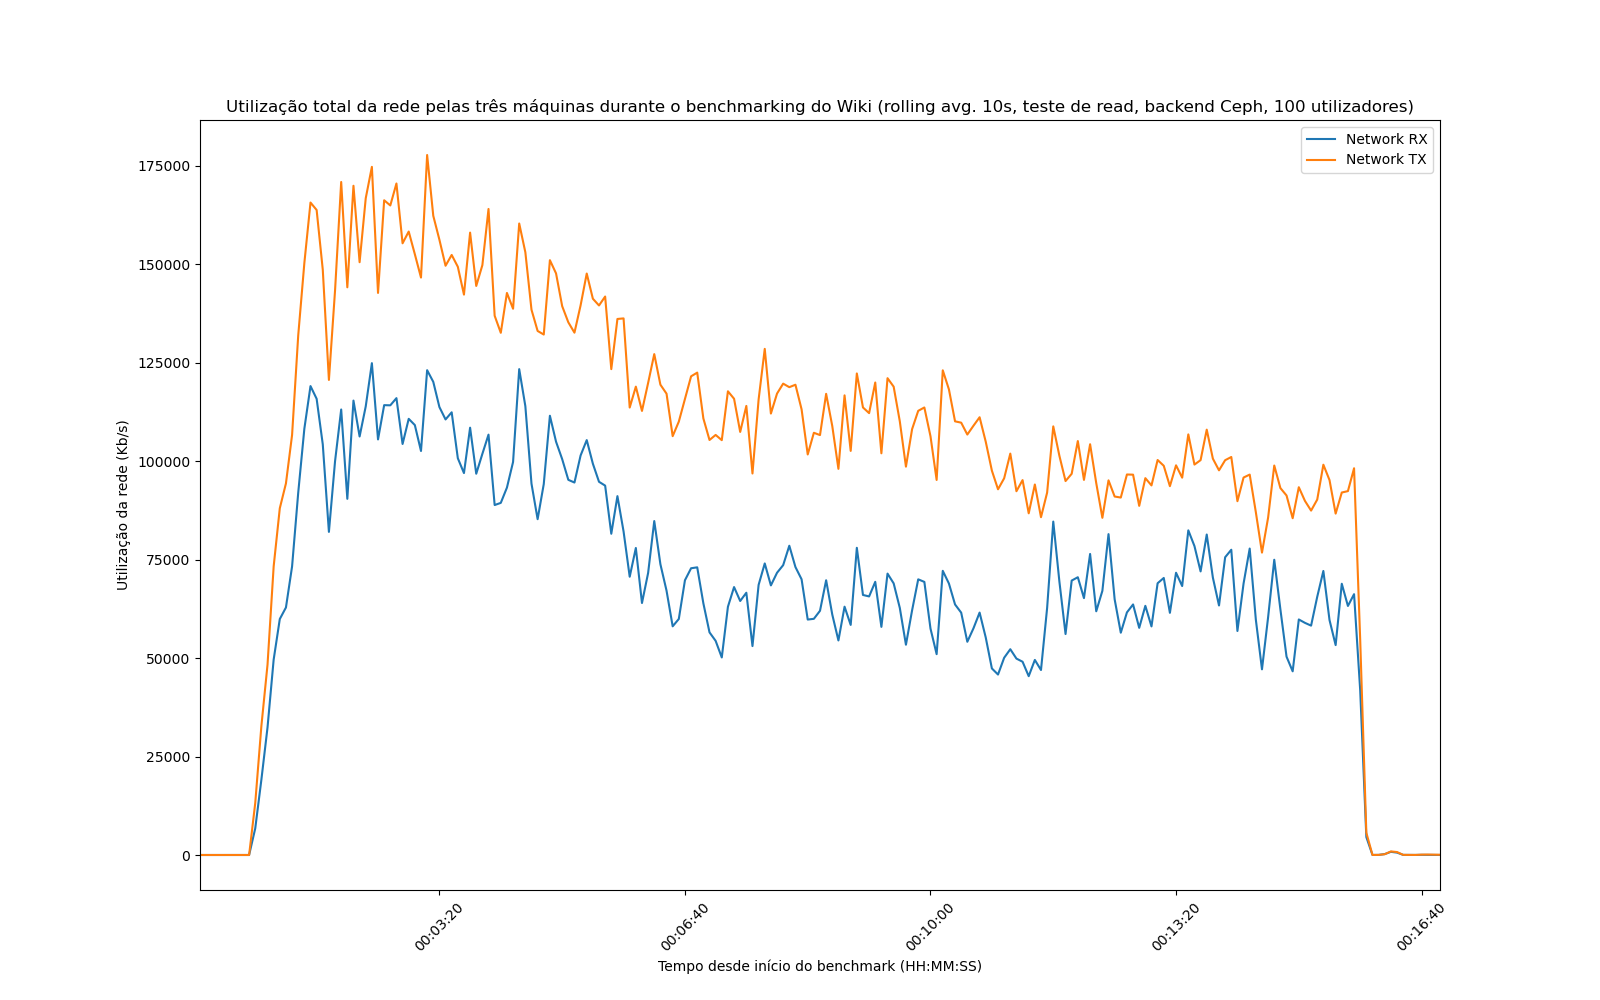 Utilização total da rede pelas três máquinas durante o benchmarking do Wiki (rolling avg. 10s, teste de read, backend Ceph, 100 utilizadores)
Network RX
Network TX
175000
150000
125000
100000
75000
50000
25000
0
Utilização da rede (Kb/s)
00:03:20
00:06:40
00:10:00
00:13:20
00:16:40
Tempo desde início do benchmark (HH:MM:SS)